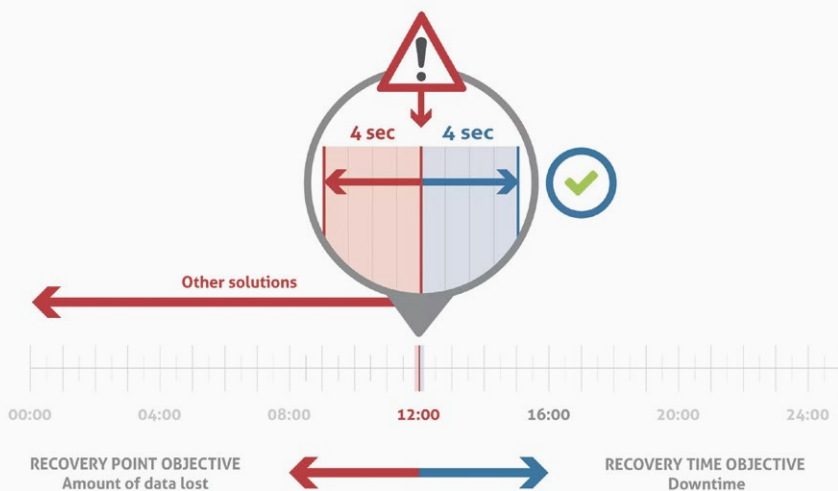 !
4 sec
4 sec
Other solutions
00:00 04:00 08:00 12:00 16:00 20:00 24:00
RECOVERY POINT OBJECTIVE
Amount of data lost
RECOVERY TIME OBJECTIVE
Downtime